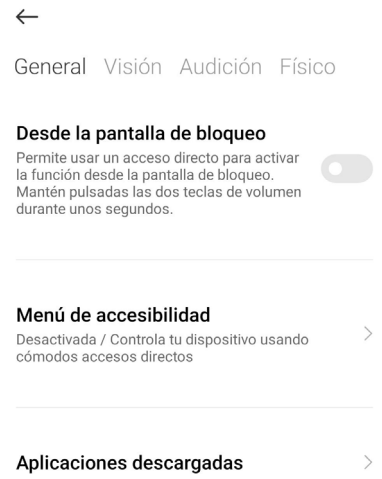 General Visión Audición Físico
Desde la pantalla de bloqueo
Permite usar un acceso directo para activar
la función desde la pantalla de bloqueo.
Mantén pulsadas las dos teclas de volumen
durante unos segundos.
Menú de accesibilidad
Desactivada / Controla tu dispositivo usando
cómodos accesos directos
Aplicaciones descargadas